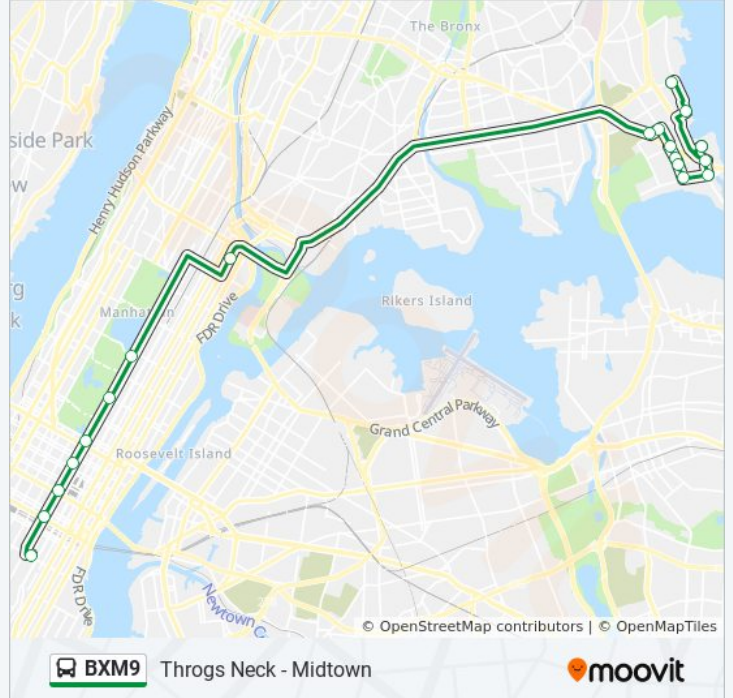 The Bronx
side Park
w
Henry Hudson Parkway
g
k
Manhattan
FDR Drive
Rikers Island
Grand Central Parkway
Roosevelt Island
FDR Drive
Newtown C
© OpenStreetMap contributors | © OpenMapTiles
BXM9 Throgs Neck - Midtown moovit